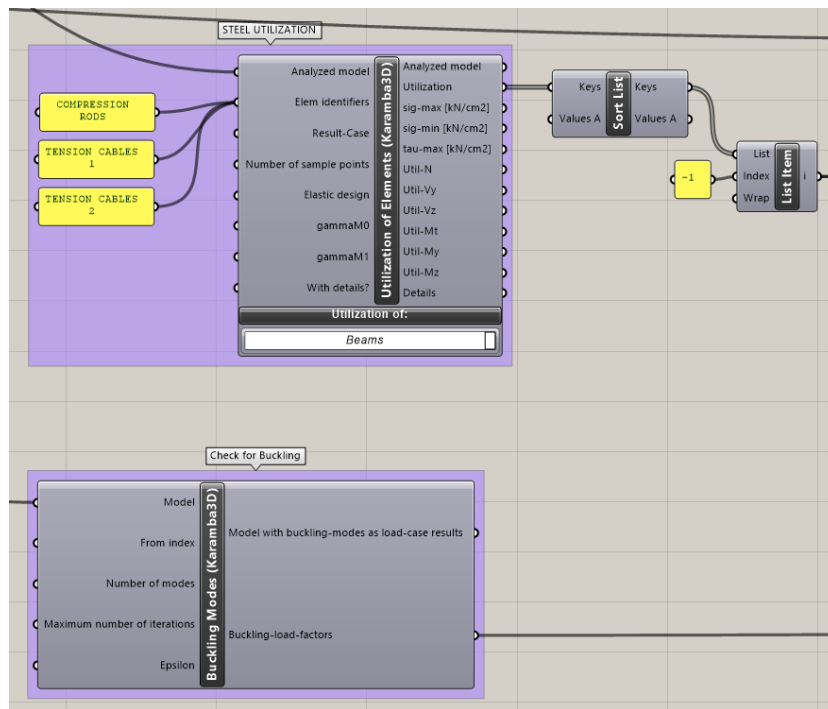 STEEL UTILIZATION
COMPRESSION
RODS
TENSION CABLES
1
TENSION CABLES
2
Analyzed model
Elem identifiers
Result-Case
Number of sample points
Elastic design
gammaM0
gammaM1
With details?
Utilization of Elements (Karamba3D)
Analyzed model
Utilization
sig-max [kN/cm2]
sig-min [kN/cm2]
tau-max [kN/cm2]
Util-N
Util-Vy
Util-Vz
Util-Mt
Util-My
Util-Mz
Details
Utilization of:
Beams
Keys
Values A
Sort List
Keys
Values A
-1
List
Index
Wrap
List Item
i
Check for Buckling
Model
From index
Number of modes
Maximum number of iterations
Epsilon
Buckling Modes (Karamba3D)
Model with buckling-modes as load-case results
Buckling-load-factors